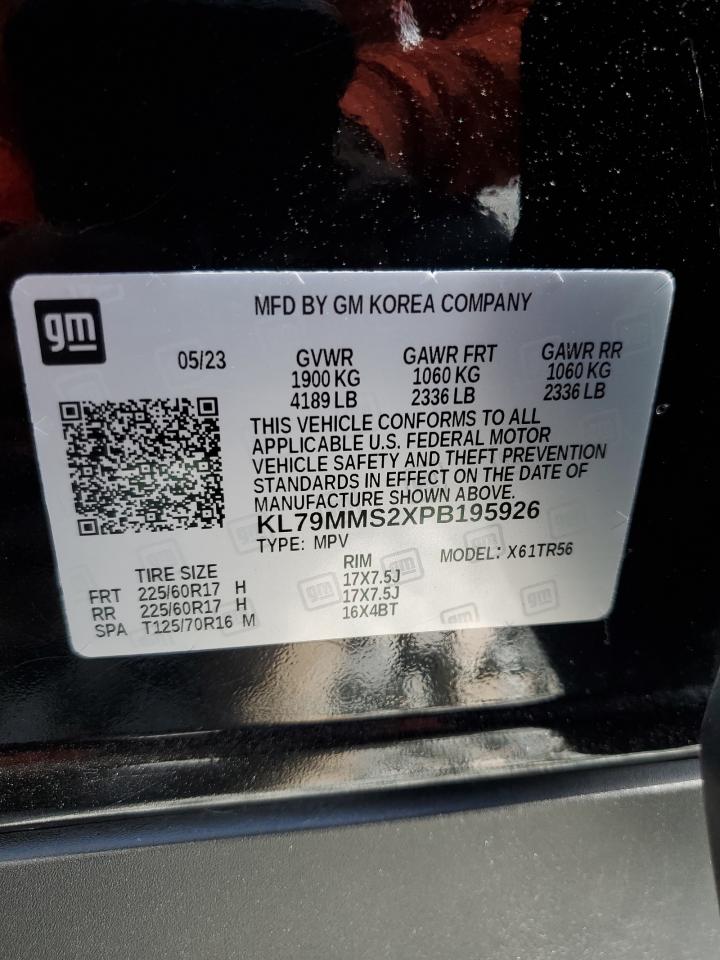 gm
MFD BY GM KOREA COMPANY
05/23 GVWR GAWR FRT GAWR RR
1900 KG 1060 KG 1060 KG
4189 LB 2336 LB 2336 LB
THIS VEHICLE CONFORMS TO ALL
APPLICABLE U.S. FEDERAL MOTOR
VEHICLE SAFETY AND THEFT PREVENTION
STANDARDS IN EFFECT ON THE DATE OF
MANUFACTURE SHOWN ABOVE.
KL79MMS2XPB195926
TYPE: MPV MODEL: X61TR56
TIRE SIZE RIM
FRT 225/60R17 H 17X7.5J
RR 225/60R17 H 17X7.5J
SPA T125/70R16 M 16X4BT